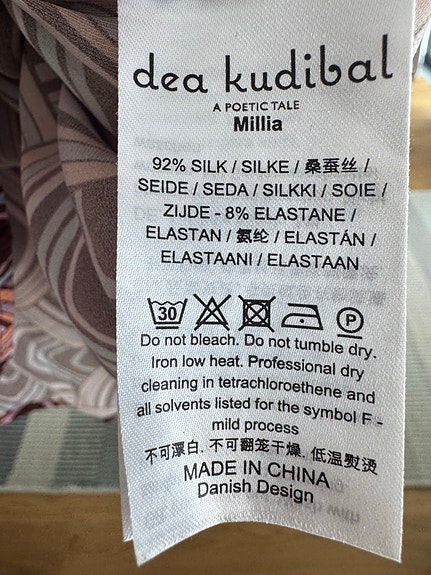 dea kudibal
A POETIC TALE
Millia
92% SILK / SILKE / 桑蚕丝 /
SEIDE / SEDA / SILKKI / SOIE /
ZIJDE - 8% ELASTANE /
ELASTAN / 氨纶 / ELASTÁN /
ELASTAANI / ELASTAAN
30 P
Do not bleach. Do not tumble dry.
Iron low heat. Professional dry
cleaning in tetrachloroethene and
all solvents listed for the symbol F -
mild process
不可漂白. 不可翻笼干燥. 低温熨烫
MADE IN CHINA
Danish Design